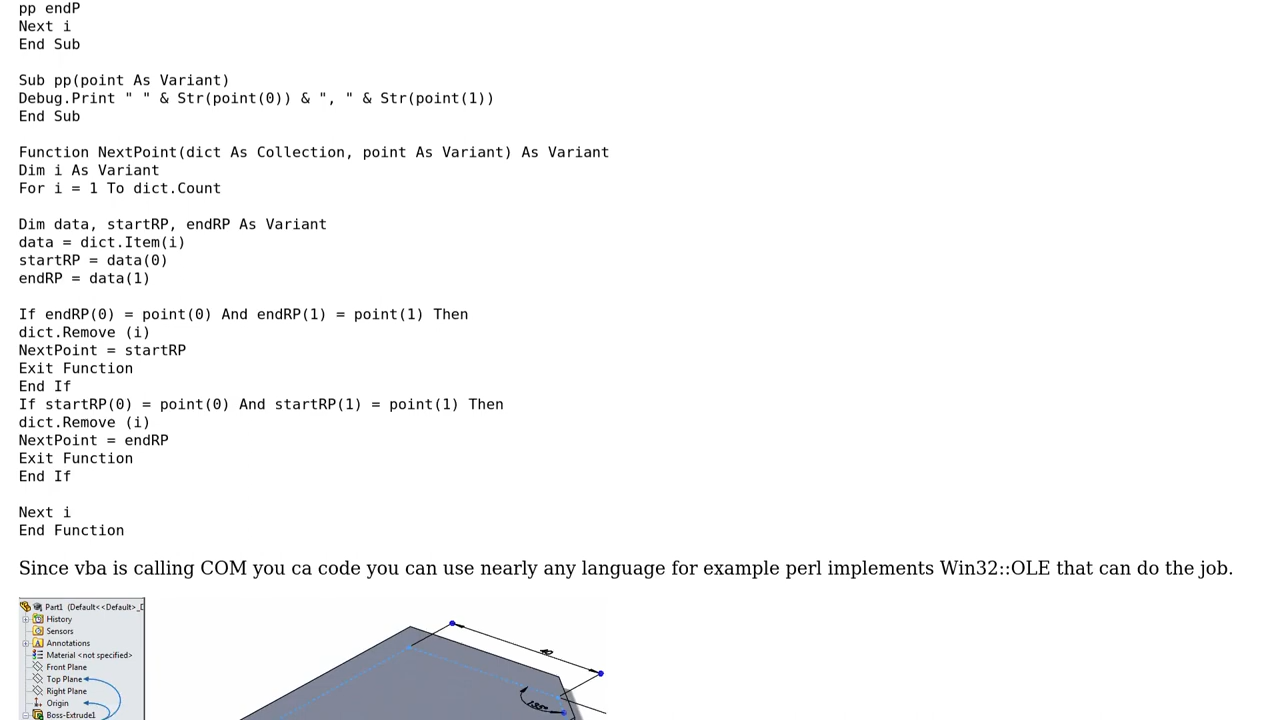 pp endP
Next i
End Sub
Sub pp(point As Variant)
Debug.Print " " & Str(point(0)) & ", " & Str(point(1))
End Sub
Function NextPoint(dict As Collection, point As Variant) As Variant
Dim i As Variant
For i = 1 To dict.Count
Dim data, startRP, endRP As Variant
data = dict.Item(i)
startRP = data(0)
endRP = data(1)
If endRP(0) = point(0) And endRP(1) = point(1) Then
dict.Remove (i)
NextPoint = startRP
Exit Function
End If
If startRP(0) = point(0) And startRP(1) = point(1) Then
dict.Remove (i)
NextPoint = endRP
Exit Function
End If
Next i
End Function
Since vba is calling COM you ca code you can use nearly any language for example perl implements Win32::OLE that can do the job.
Part1 (Default<<Default>_D
History
Sensors
Annotations
Material <not specified>
Front Plane
Top Plane
Right Plane
Origin
Boss-Extrude1